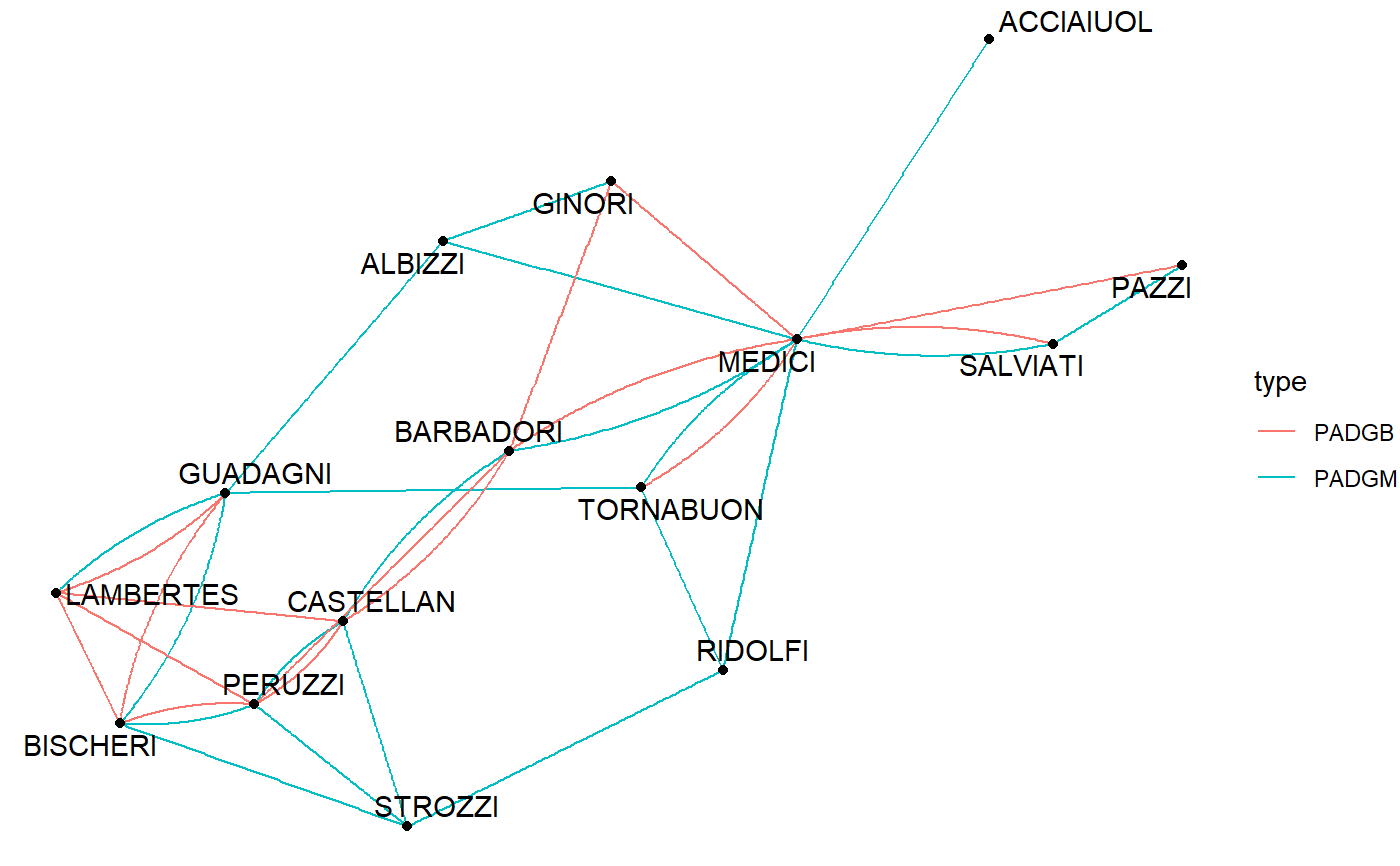 ACCIAIUOL
GINORI
ALBIZZI
PAZZI
MEDICI
SALVIATI
type
BARBADORI
PADGB
GUADAGNI
PADGM
TORNABUON
LAMBERTES
CASTELLAN
RIDOLFI
PERUZZI
BISCHERI
STROZZI